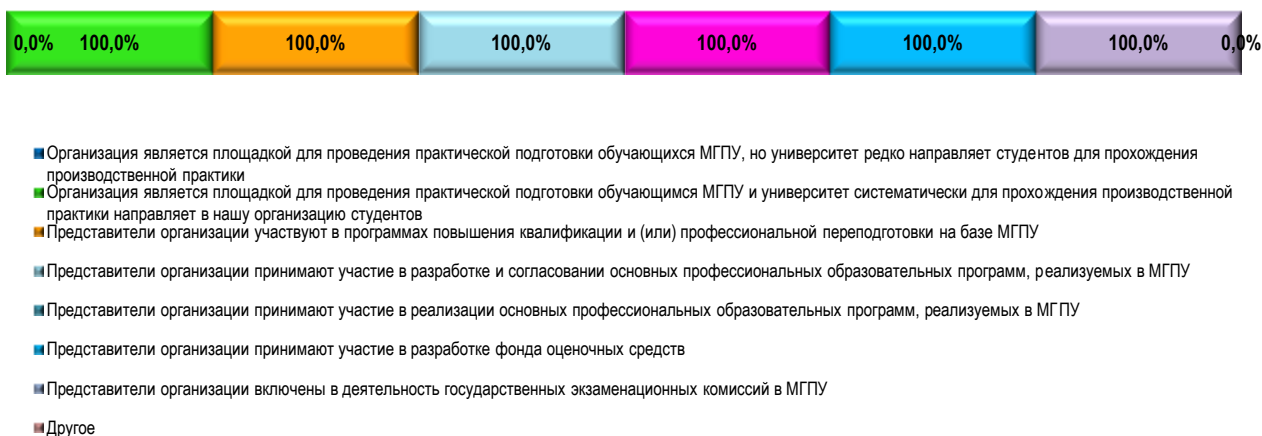 0,0% 100,0% 100,0% 100,0% 100,0% 100,0% 100,0% 0,0%
Организация является площадкой для проведения практической подготовки обучающихся МГПУ, но университет редко направляет студентов для прохождения
производственной практики
Организация является площадкой для проведения практической подготовки обучающимся МГПУ и университет систематически для прохождения производственной
практики направляет в нашу организацию студентов
Представители организации участвуют в программах повышения квалификации и (или) профессиональной переподготовки на базе МГПУ
Представители организации принимают участие в разработке и согласовании основных профессиональных образовательных программ, реализуемых в МГПУ
Представители организации принимают участие в реализации основных профессиональных образовательных программ, реализуемых в МГПУ
Представители организации принимают участие в разработке фонда оценочных средств
Представители организации включены в деятельность государственных экзаменационных комиссий в МГПУ
Другое